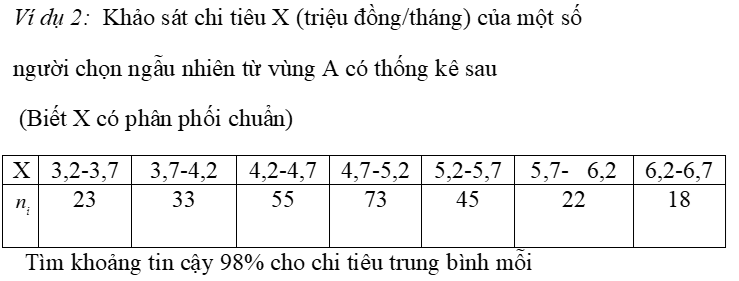 Ví dụ 2: Khảo sát chi tiêu X (triệu đồng/tháng) của một số
người chọn ngẫu nhiên từ vùng A có thống kê sau
(Biết X có phân phối chuẩn)
X 3,2-3,7 3,7-4,2 4,2-4,7 4,7-5,2 5,2-5,7 5,7- 6,2 6,2-6,7
nᵢ 23 33 55 73 45 22 18
Tìm khoảng tin cậy 98% cho chi tiêu trung bình mỗi